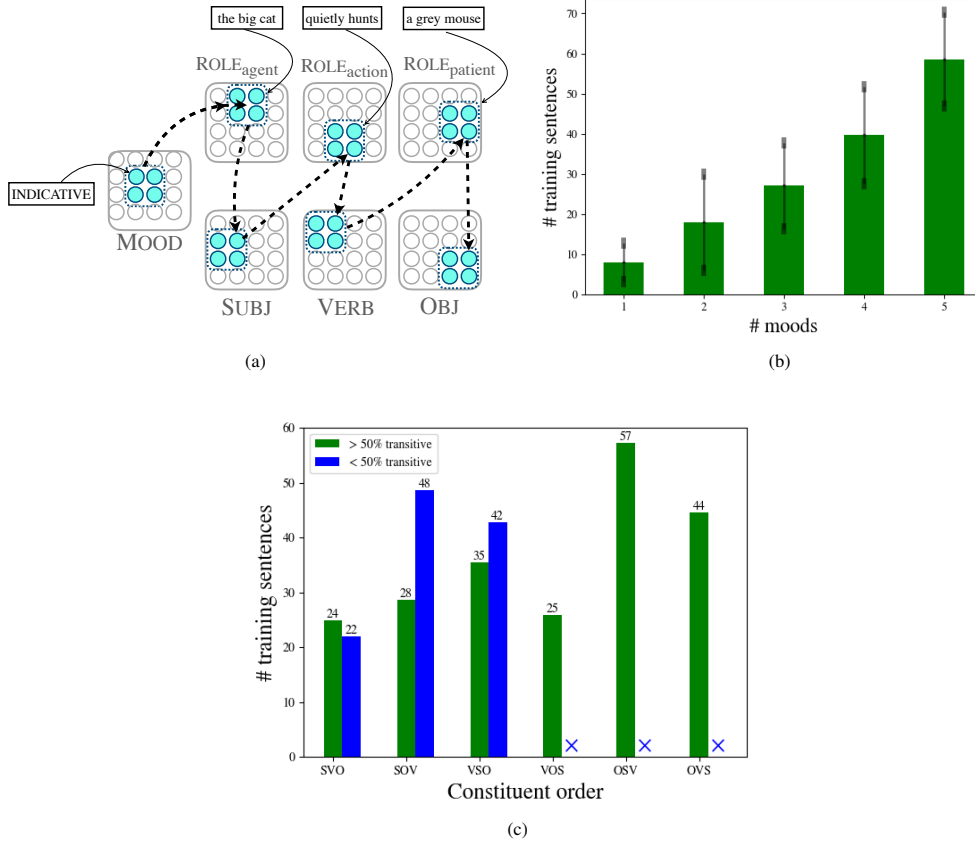 the big cat
quietly hunts
a grey mouse
ROLEagent
ROLEaction
ROLEpatient
INDICATIVE
MOOD
SUBJ
VERB
OBJ
(a)
# training sentences
70
60
50
40
30
20
10
0
1
2
3
4
5
# moods
(b)
# training sentences
60
50
40
30
20
10
0
> 50% transitive
< 50% transitive
24
22
28
48
35
42
25
57
44
SVO
SOV
VSO
VOS
OSV
OVS
Constituent order
(c)